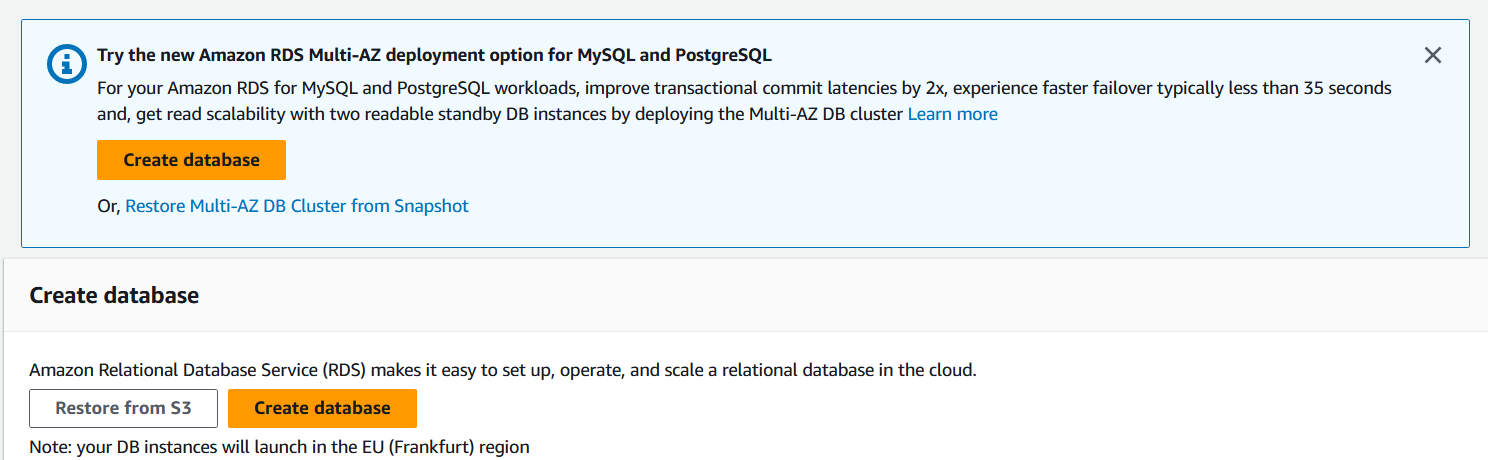 Try the new Amazon RDS Multi-AZ deployment option for MySQL and PostgreSQL
For your Amazon RDS for MySQL and PostgreSQL workloads, improve transactional commit latencies by 2x, experience faster failover typically less than 35 seconds
and, get read scalability with two readable standby DB instances by deploying the Multi-AZ DB cluster Learn more
Create database
Or, Restore Multi-AZ DB Cluster from Snapshot
Create database
Amazon Relational Database Service (RDS) makes it easy to set up, operate, and scale a relational database in the cloud.
Restore from S3 Create database
Note: your DB instances will launch in the EU (Frankfurt) region